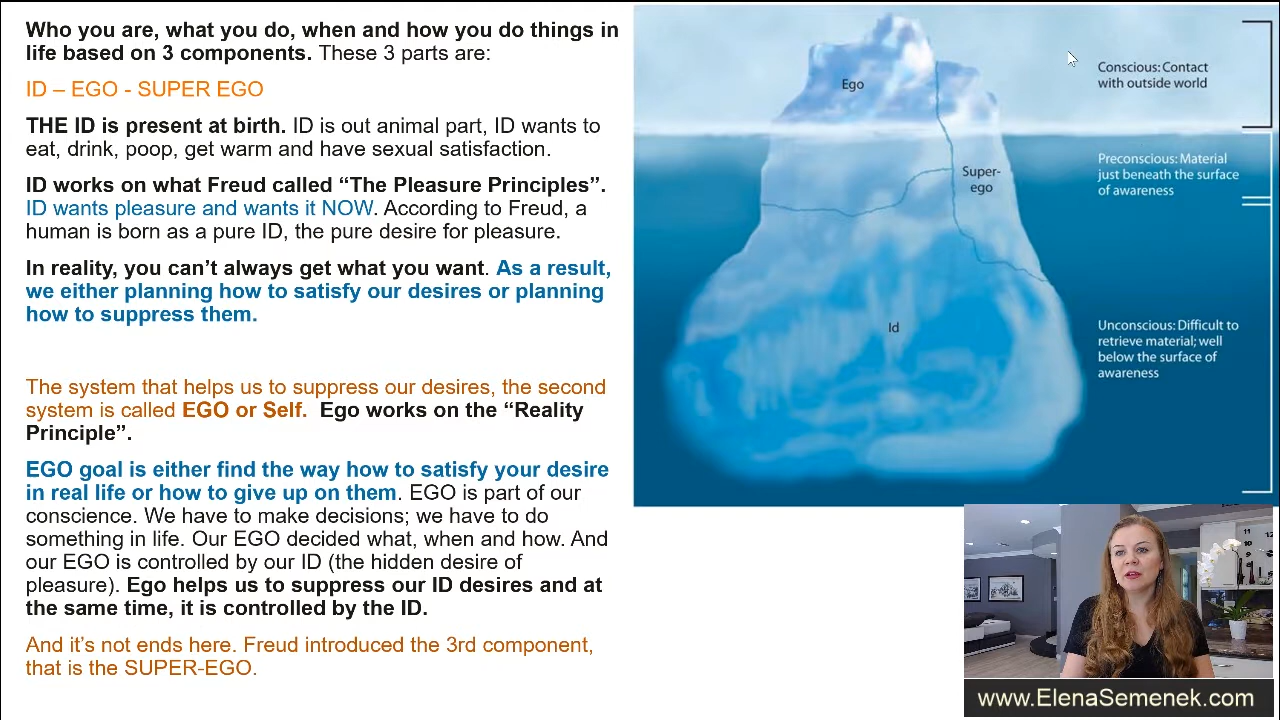 Who you are, what you do, when and how you do things in
life based on 3 components. These 3 parts are:
ID – EGO - SUPER EGO
THE ID is present at birth. ID is out animal part, ID wants to
eat, drink, poop, get warm and have sexual satisfaction.
ID works on what Freud called “The Pleasure Principles”.
ID wants pleasure and wants it NOW. According to Freud, a
human is born as a pure ID, the pure desire for pleasure.
In reality, you can’t always get what you want. As a result,
we either planning how to satisfy our desires or planning
how to suppress them.
The system that helps us to suppress our desires, the second
system is called EGO or Self. Ego works on the “Reality
Principle”.
EGO goal is either find the way how to satisfy your desire
in real life or how to give up on them. EGO is part of our
conscience. We have to make decisions; we have to do
something in life. Our EGO decided what, when and how. And
our EGO is controlled by our ID (the hidden desire of
pleasure). Ego helps us to suppress our ID desires and at
the same time, it is controlled by the ID.
And it’s not ends here. Freud introduced the 3rd component,
that is the SUPER-EGO.
Ego
Super-
ego
Id
Conscious: Contact
with outside world
Preconscious: Material
just beneath the surface
of awareness
Unconscious: Difficult to
retrieve material; well
below the surface of
awareness
www.ElenaSemenek.com